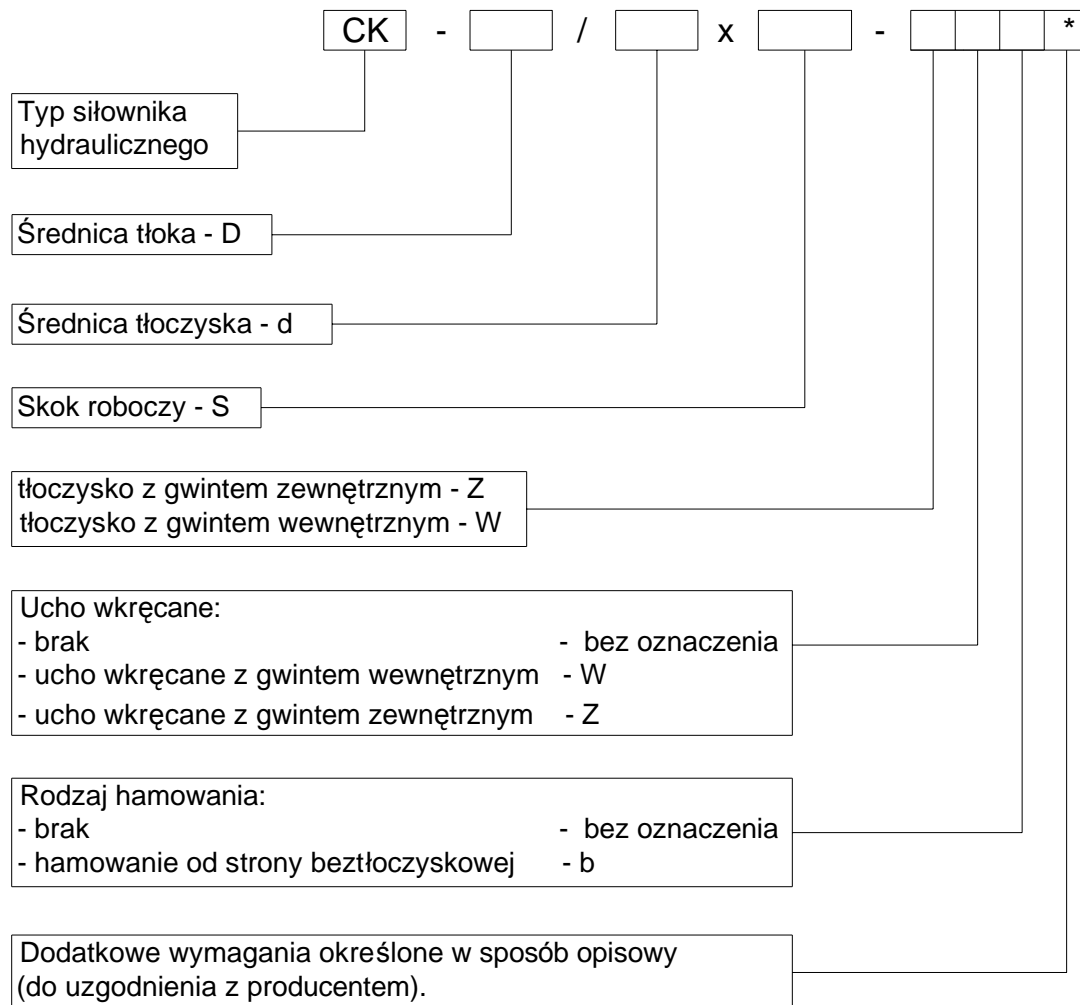 CK - / x - *
Typ siłownika
hydraulicznego
Średnica tłoka - D
Średnica tłoczyska - d
Skok roboczy - S
tłoczysko z gwintem zewnętrznym - Z
tłoczysko z gwintem wewnętrznym - W
Ucho wkręcane:
- brak - bez oznaczenia
- ucho wkręcane z gwintem wewnętrznym - W
- ucho wkręcane z gwintem zewnętrznym - Z
Rodzaj hamowania:
- brak - bez oznaczenia
- hamowanie od strony beztłoczyskowej - b
Dodatkowe wymagania określone w sposób opisowy
(do uzgodnienia z producentem).